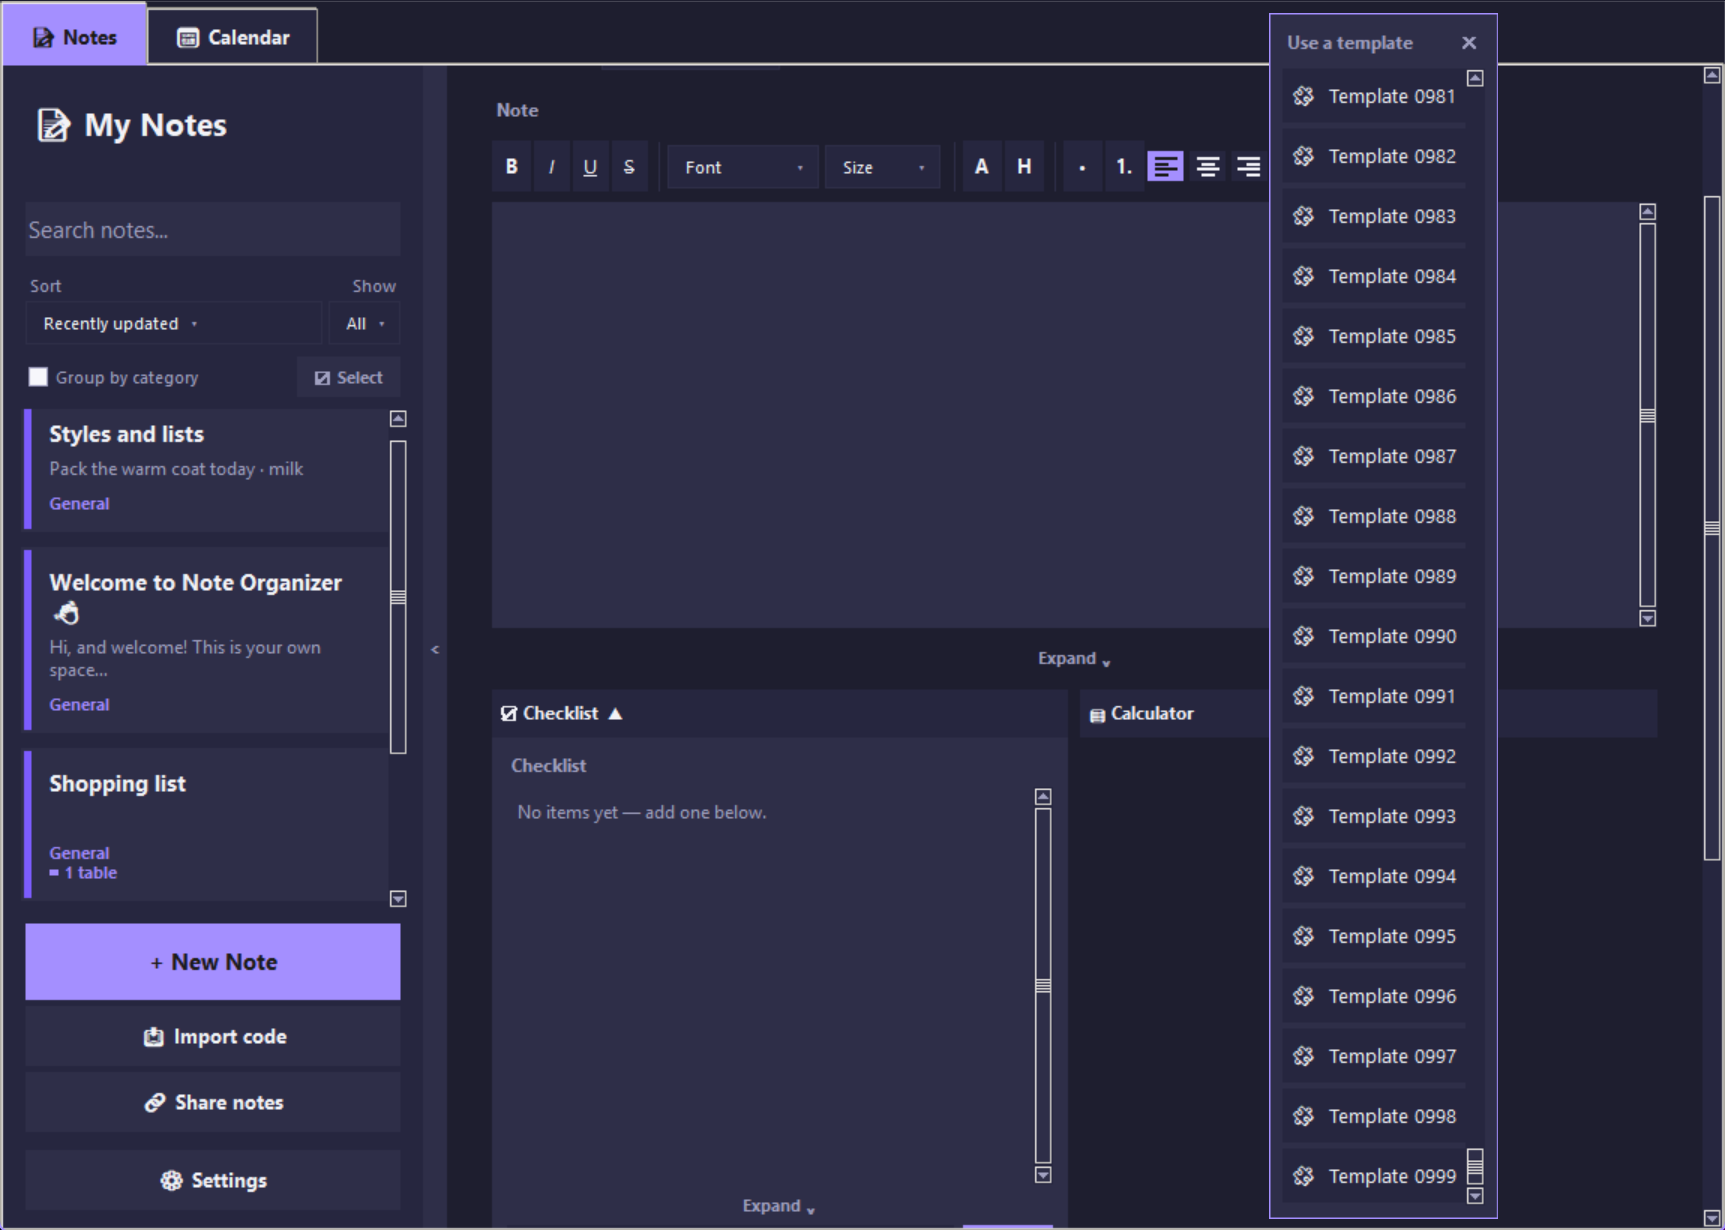 Notes
Calendar
My Notes
Search notes...
Sort
Show
Recently updated
All
Group by category
Select
Styles and lists
Pack the warm coat today · milk
General
Welcome to Note Organizer
Hi, and welcome! This is your own
space...
General
Shopping list
General
1 table
+ New Note
Import code
Share notes
Settings
<
Note
B I U S Font Size A H • 1.
Expand
Checklist ▲
Calculator
Checklist
No items yet — add one below.
Expand
Use a template
Template 0981
Template 0982
Template 0983
Template 0984
Template 0985
Template 0986
Template 0987
Template 0988
Template 0989
Template 0990
Template 0991
Template 0992
Template 0993
Template 0994
Template 0995
Template 0996
Template 0997
Template 0998
Template 0999